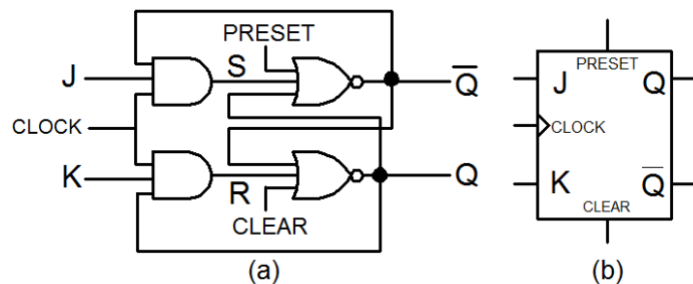 PRESET
J
S
Q̅
CLOCK
K
R
Q
CLEAR
(a)
PRESET
J
Q
CLOCK
K
Q̅
CLEAR
(b)